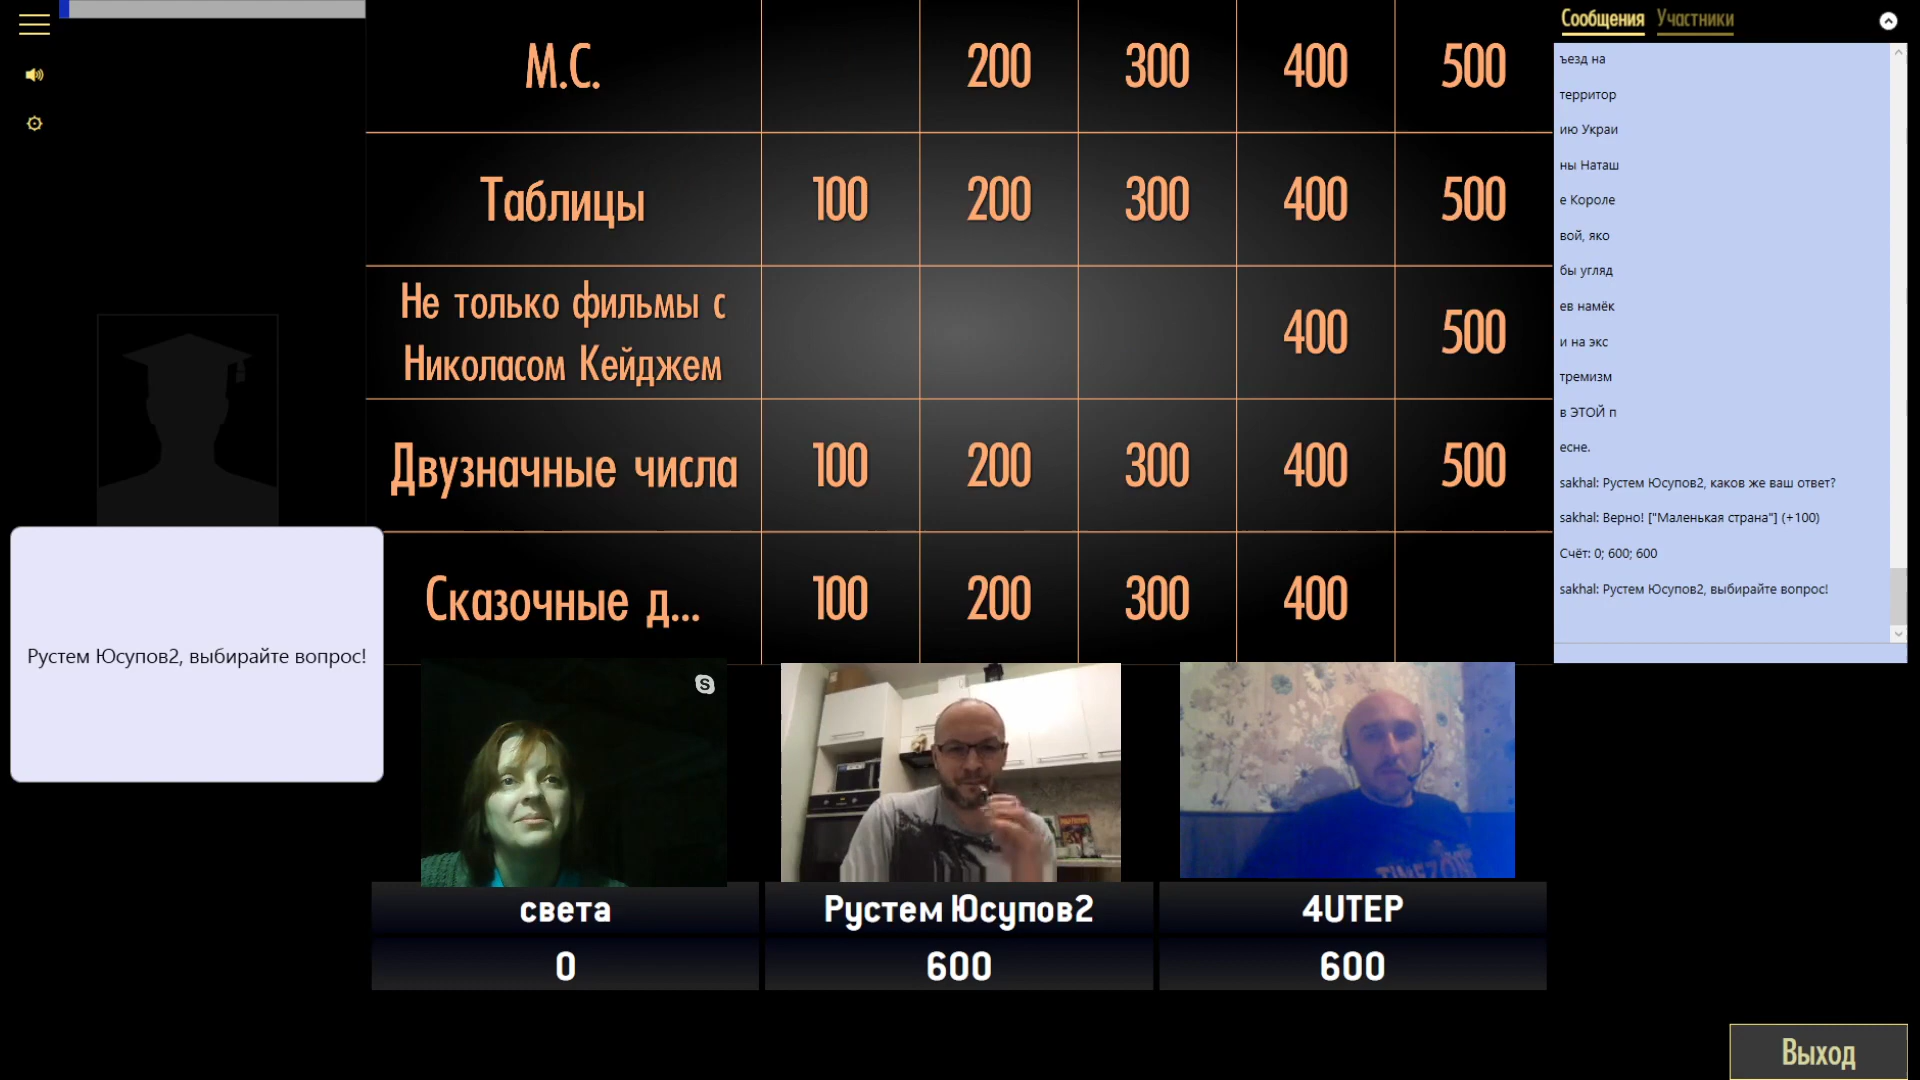 М.С.
200
300
400
500
Таблицы
100
200
300
400
500
Не только фильмы с
Николасом Кейджем
400
500
Двузначные числа
100
200
300
400
500
Сказочные д...
100
200
300
400
Рустем Юсупов2, выбирайте вопрос!
света
0
Рустем Юсупов2
600
4UTEP
600
TIMEZONE
Сообщения Участники
ъезд на
территор
ию Украи
ны Наташ
е Короле
вой, яко
бы угляд
ев намёк
и на экс
тремизм
в ЭТОЙ п
есне.
sakhal: Рустем Юсупов2, каков же ваш ответ?
sakhal: Верно! ["Маленькая страна"] (+100)
Счёт: 0; 600; 600
sakhal: Рустем Юсупов2, выбирайте вопрос!
Выход